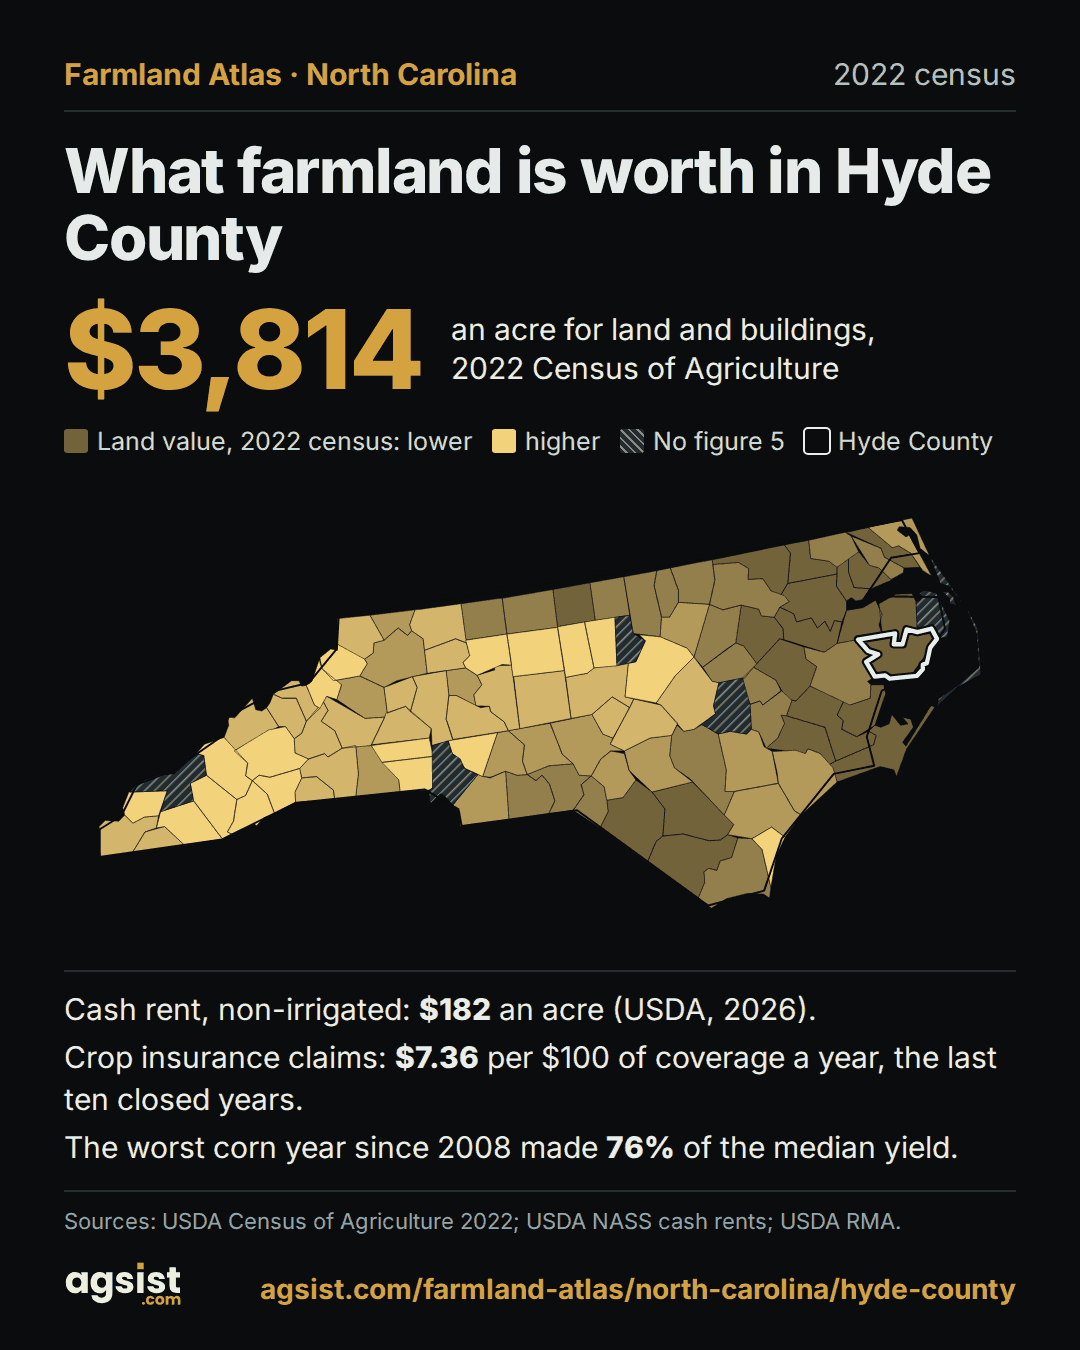 Farmland Atlas · North Carolina
2022 census
What farmland is worth in Hyde
County
$3,814
an acre for land and buildings,
2022 Census of Agriculture
Land value, 2022 census: lower
higher
No figure 5
Hyde County
Cash rent, non-irrigated: $182 an acre (USDA, 2026).
Crop insurance claims: $7.36 per $100 of coverage a year, the last
ten closed years.
The worst corn year since 2008 made 76% of the median yield.
Sources: USDA Census of Agriculture 2022; USDA NASS cash rents; USDA RMA.
agsist
.com
agsist.com/farmland-atlas/north-carolina/hyde-county